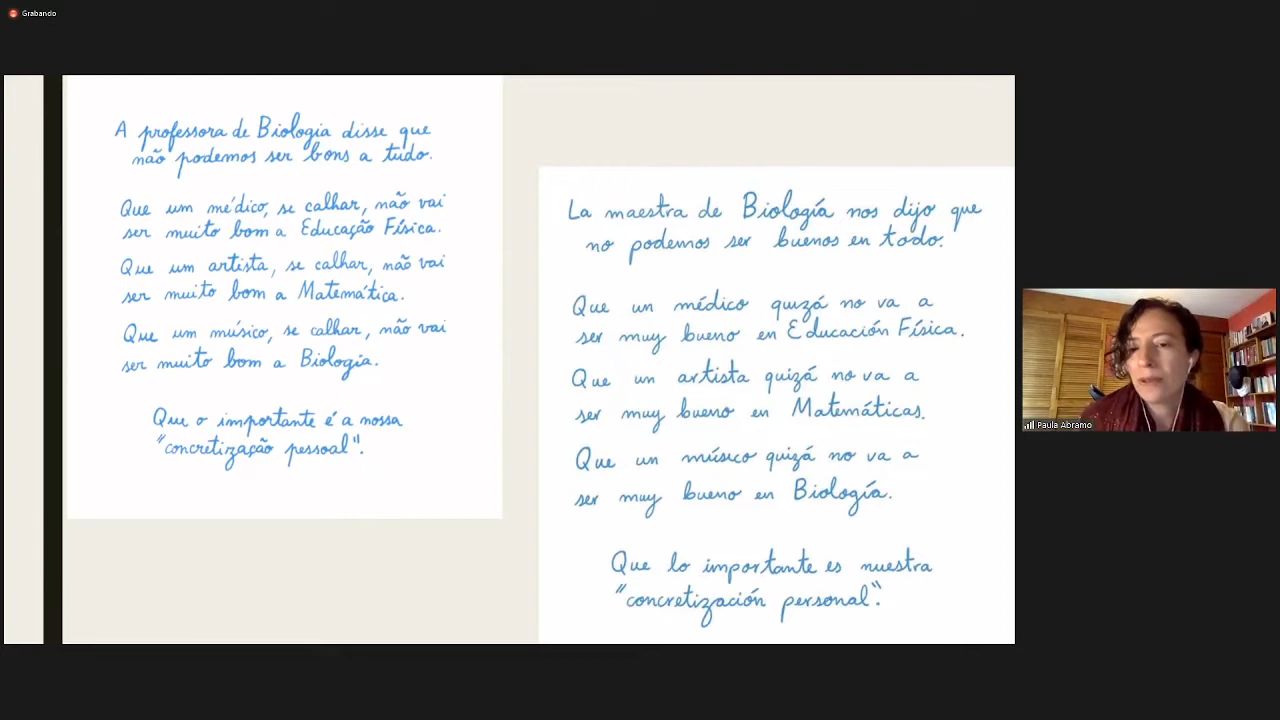 Grabando
A professora de Biologia disse que
não podemos ser bons a tudo.
Que um médico, se calhar, não vai
ser muito bom a Educação Física.
Que um artista, se calhar, não vai
ser muito bom a Matemática.
Que um músico, se calhar, não vai
ser muito bom a Biologia.
Que o importante é a nossa
"concretização pessoal".
La maestra de Biología nos dijo que
no podemos ser buenos en todo.
Que un médico quizá no va a
ser muy bueno en Educación Física.
Que un artista quizá no va a
ser muy bueno en Matemáticas.
Que un músico quizá no va a
ser muy bueno en Biología.
Que lo importante es nuestra
"concretización personal".
Paula Abramo